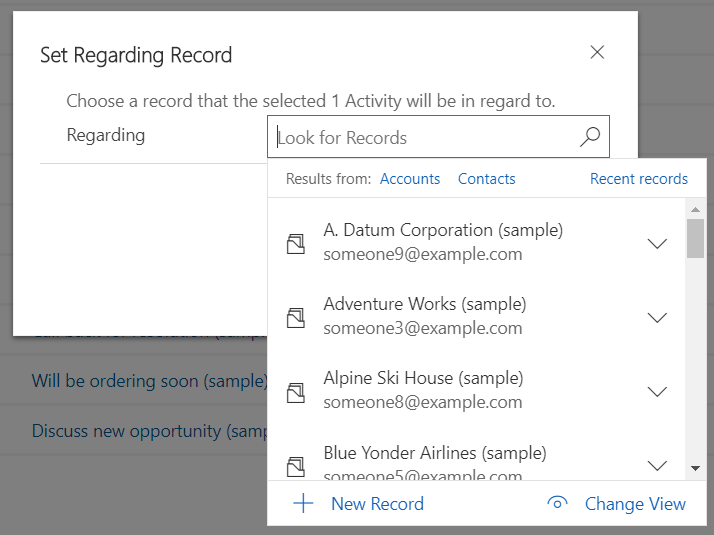 Set Regarding Record
Choose a record that the selected 1 Activity will be in regard to.
Regarding
Look for Records
Results from: Accounts Contacts Recent records
A. Datum Corporation (sample)
someone9@example.com
Adventure Works (sample)
someone3@example.com
Alpine Ski House (sample)
someone8@example.com
Blue Yonder Airlines (sample)
someone5@example.com
Will be ordering soon (sample)
Discuss new opportunity (samp
New Record Change View